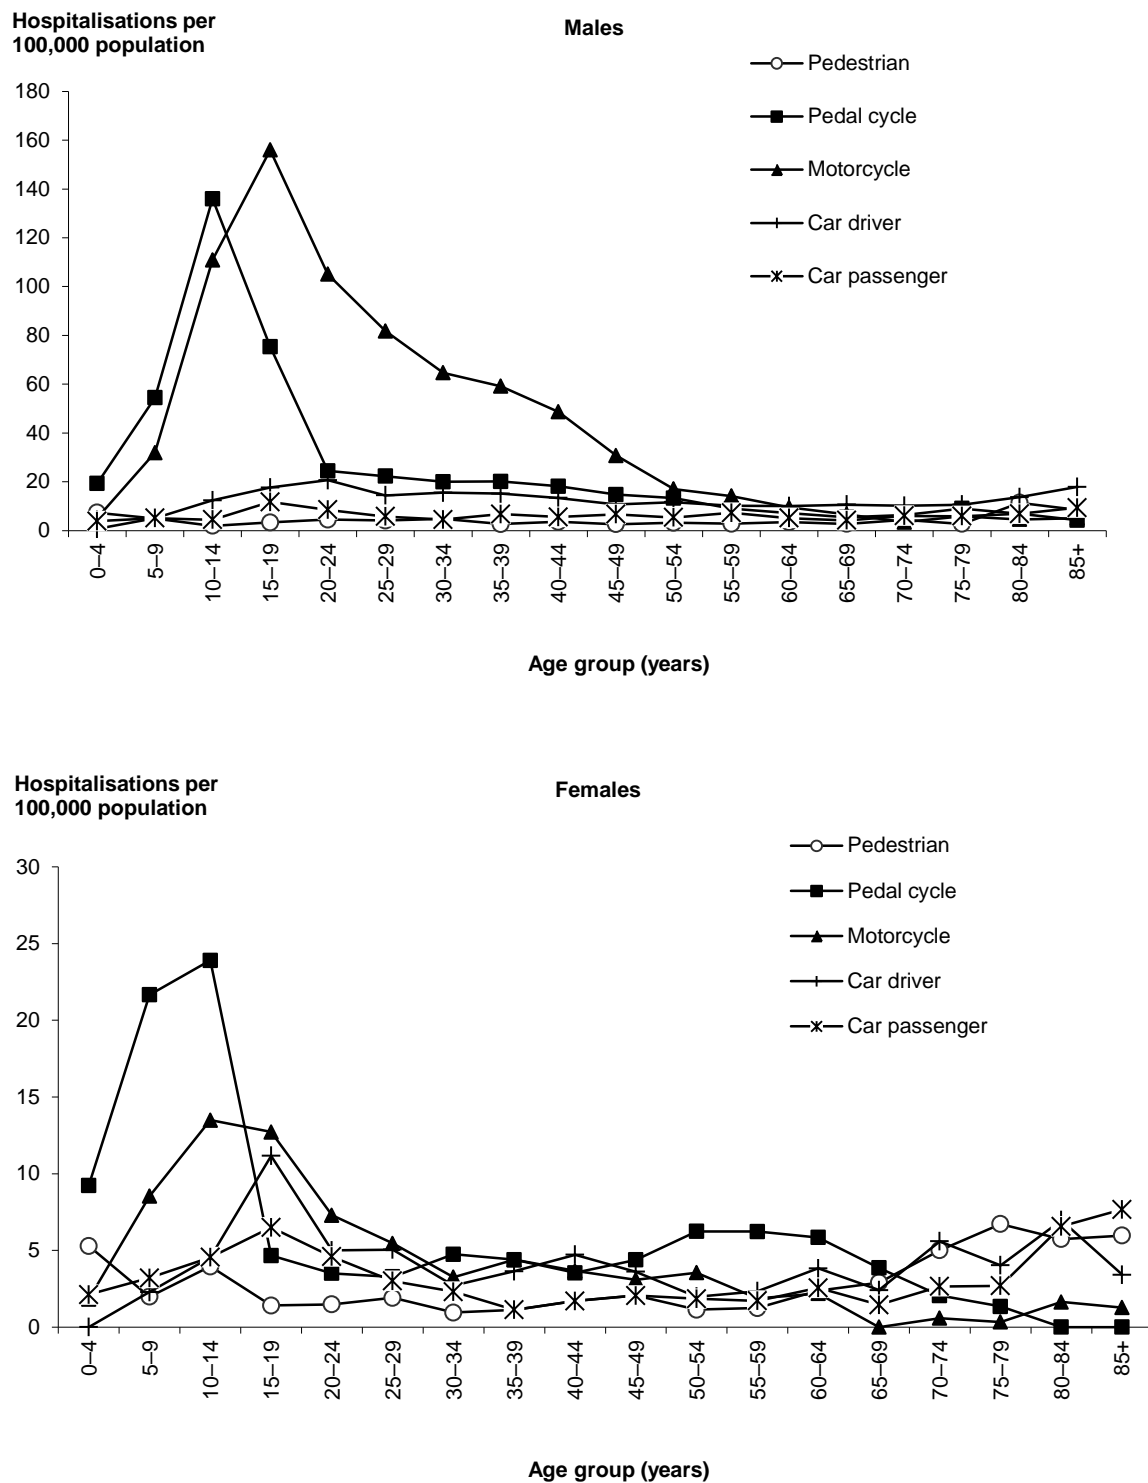 Hospitalisations per
100,000 population
Males
Pedestrian
Pedal cycle
Motorcycle
Car driver
Car passenger
180
160
140
120
100
80
60
40
20
0
0–4
5–9
10–14
15–19
20–24
25–29
30–34
35–39
40–44
45–49
50–54
55–59
60–64
65–69
70–74
75–79
80–84
85+
Age group (years)
Hospitalisations per
100,000 population
Females
Pedestrian
Pedal cycle
Motorcycle
Car driver
Car passenger
30
25
20
15
10
5
0
0–4
5–9
10–14
15–19
20–24
25–29
30–34
35–39
40–44
45–49
50–54
55–59
60–64
65–69
70–74
75–79
80–84
85+
Age group (years)